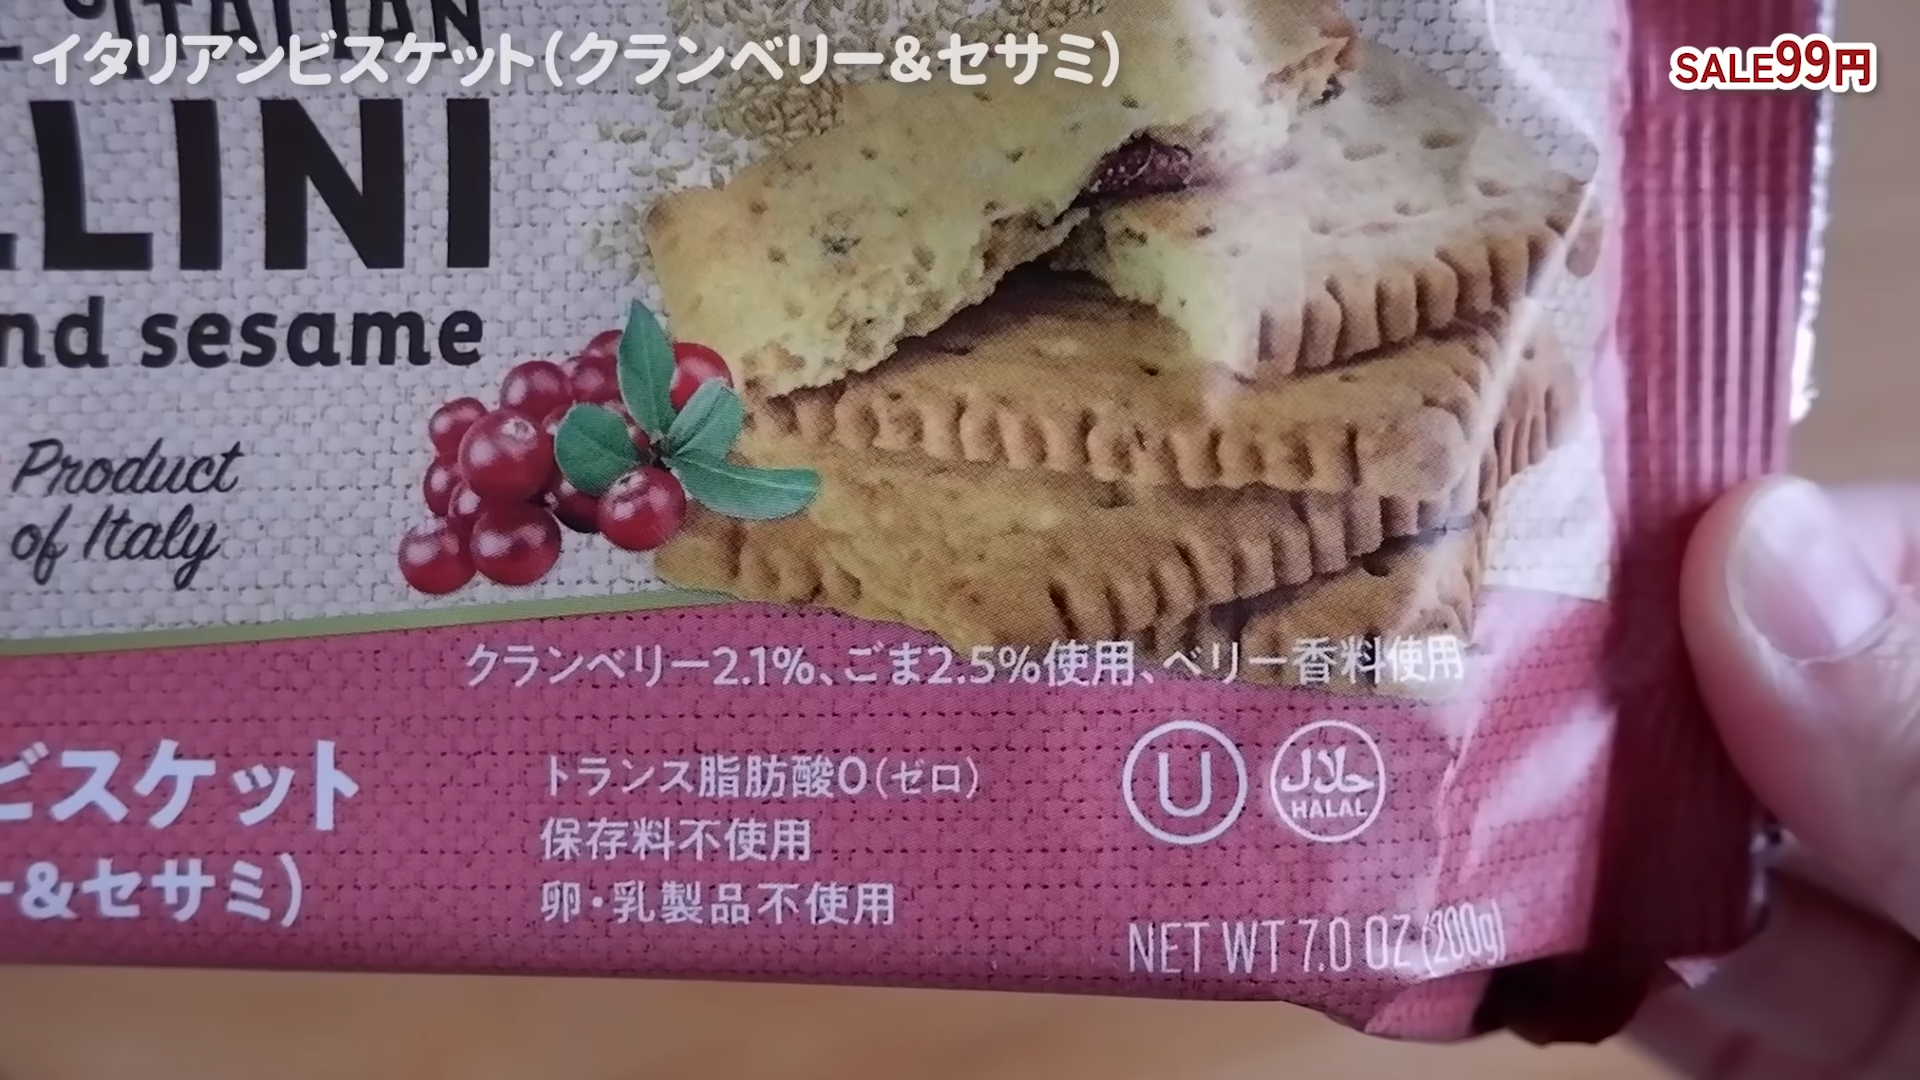 ITALIAN
イタリアンビスケット(クランベリー&セサミ)
SALE99円
LINI
nd sesame
Product
of Italy
クランベリー2.1%、ごま2.5%使用、ベリー香料使用
ビスケット
ー&セサミ)
トランス脂肪酸0(ゼロ)
保存料不使用
卵・乳製品不使用
U
حلال
HALAL
NET WT 7.0 OZ (200g)